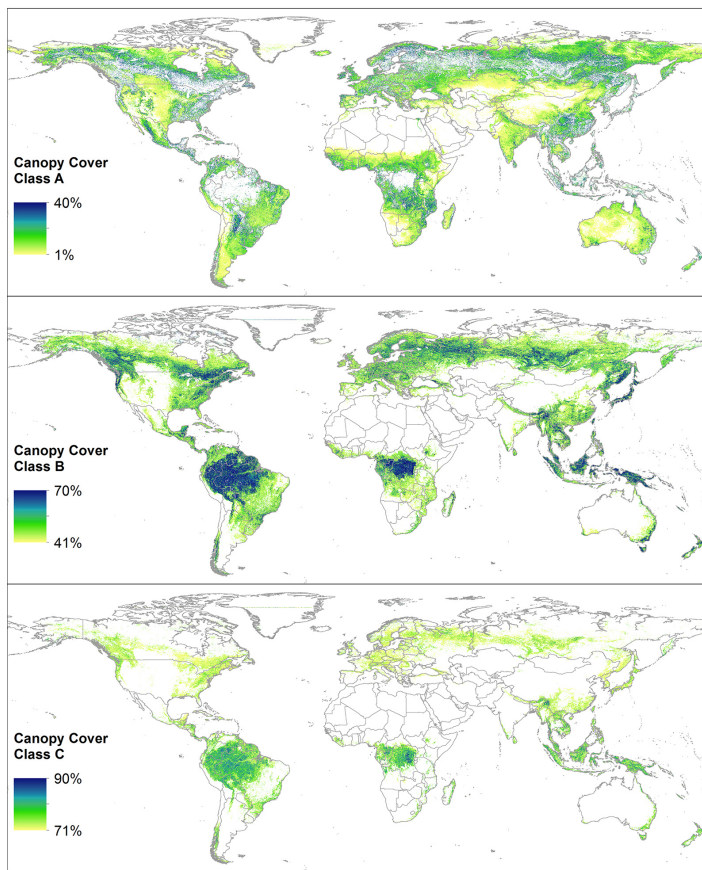 Canopy Cover
Class A
40%
1%
Canopy Cover
Class B
70%
41%
Canopy Cover
Class C
90%
71%